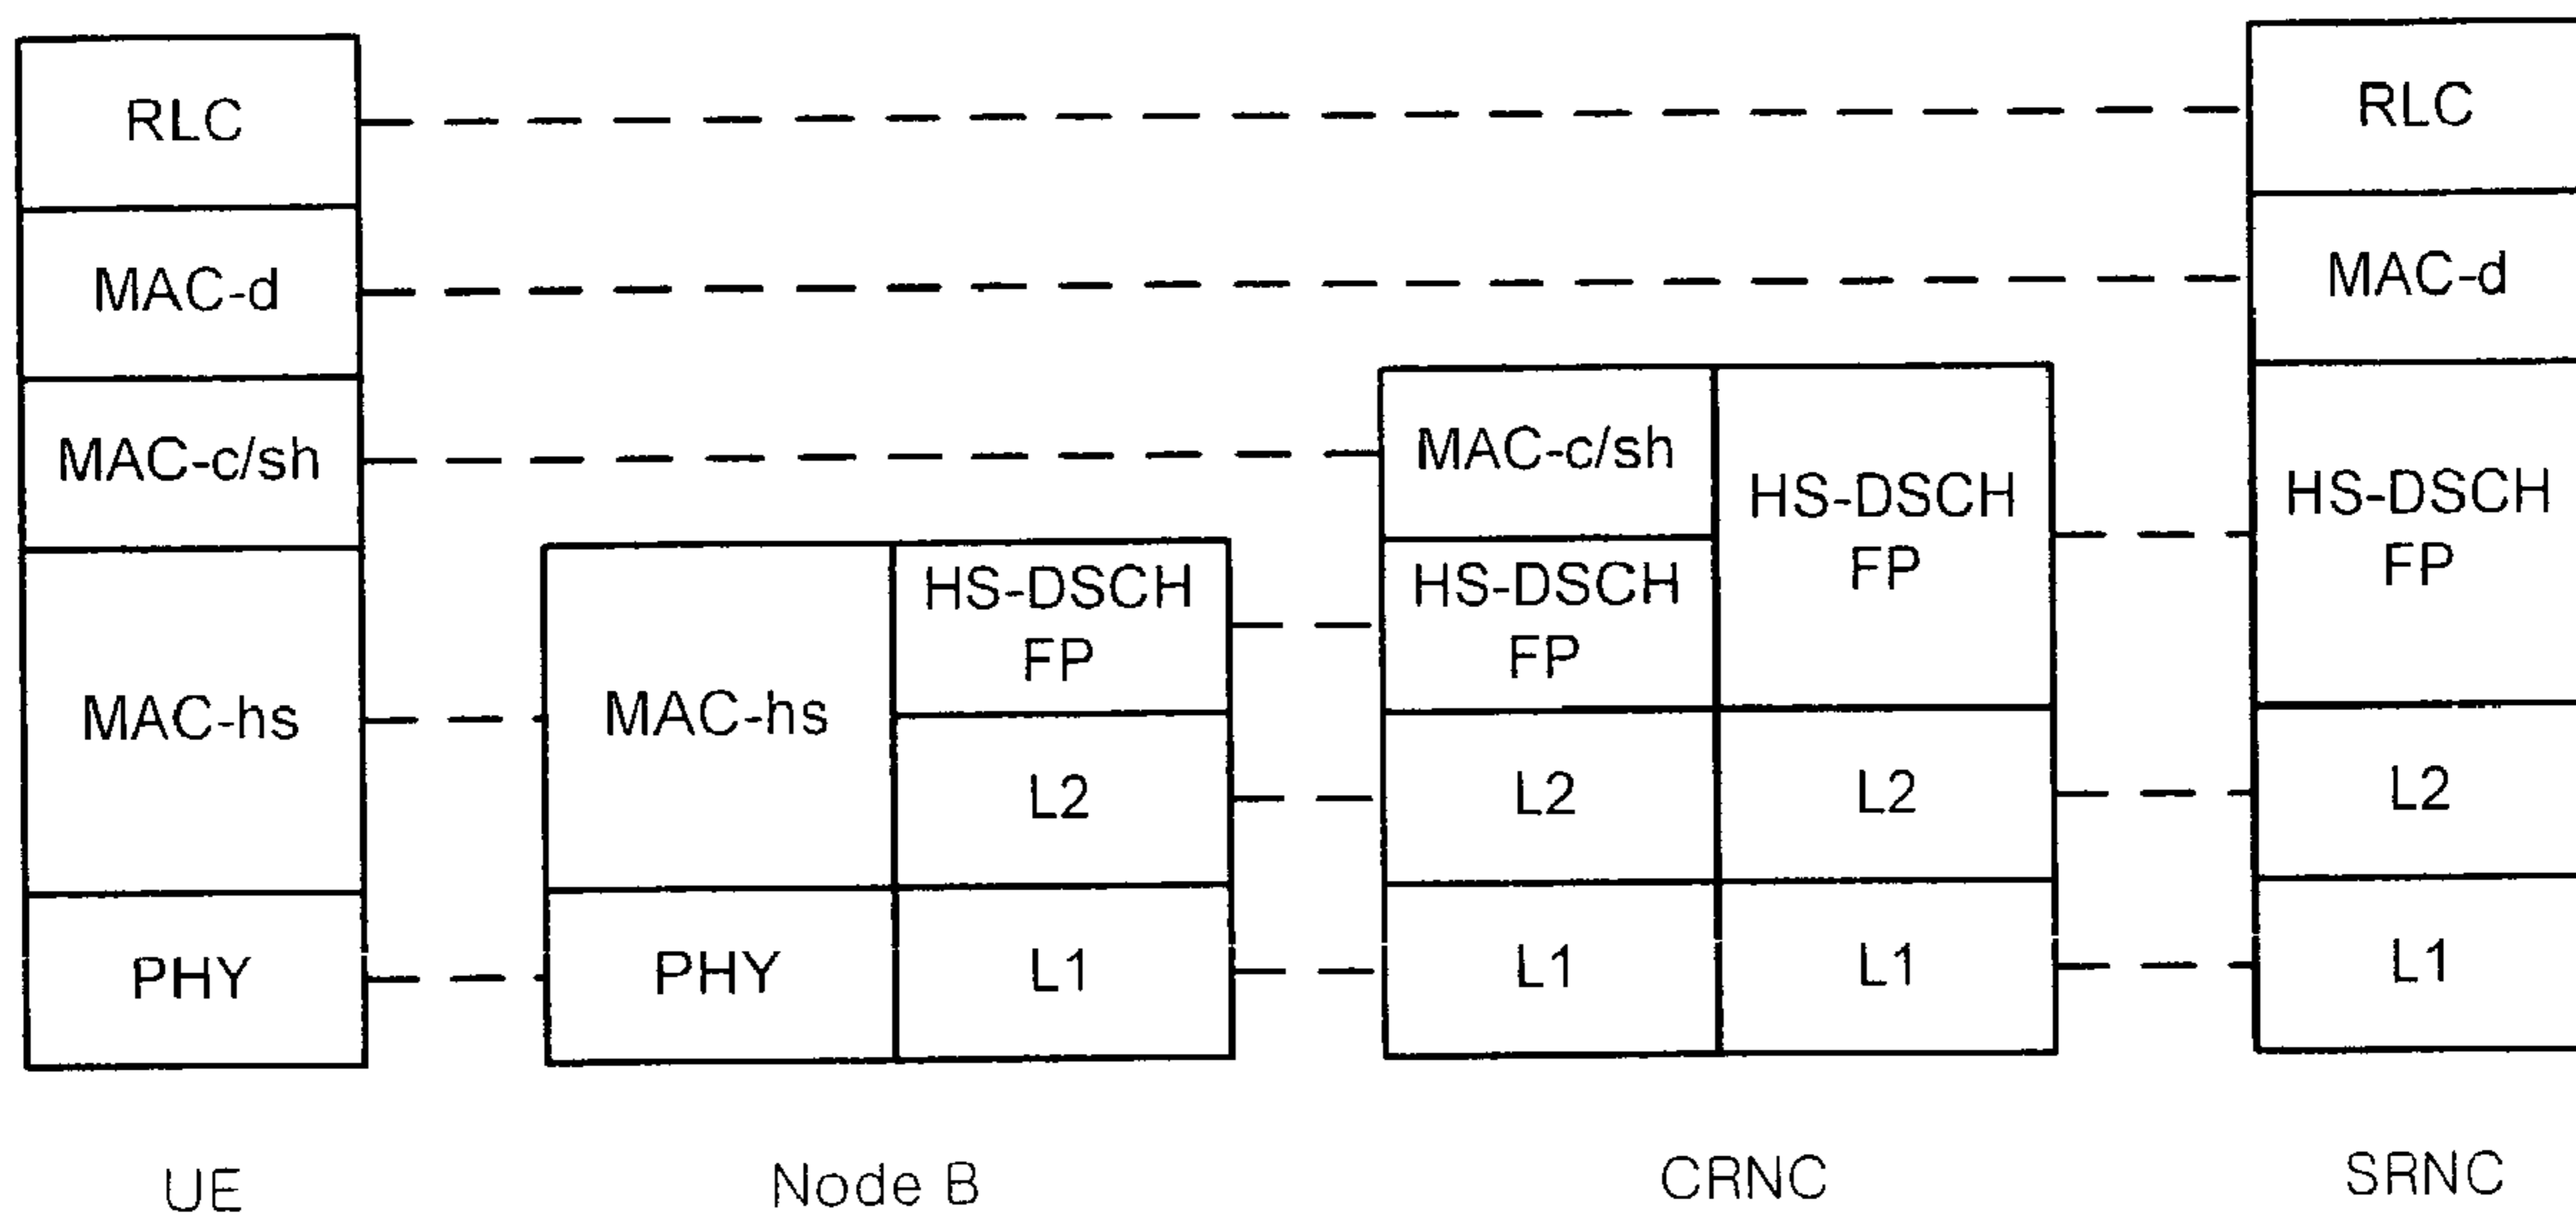 RLC
MAC-d
MAC-c/sh
MAC-hs
PHY
UE
MAC-hs
PHY
HS-DSCH
FP
L2
L1
Node B
MAC-c/sh
HS-DSCH
FP
L2
L1
HS-DSCH
FP
L2
L1
CRNC
RLC
MAC-d
HS-DSCH
FP
L2
L1
SRNC